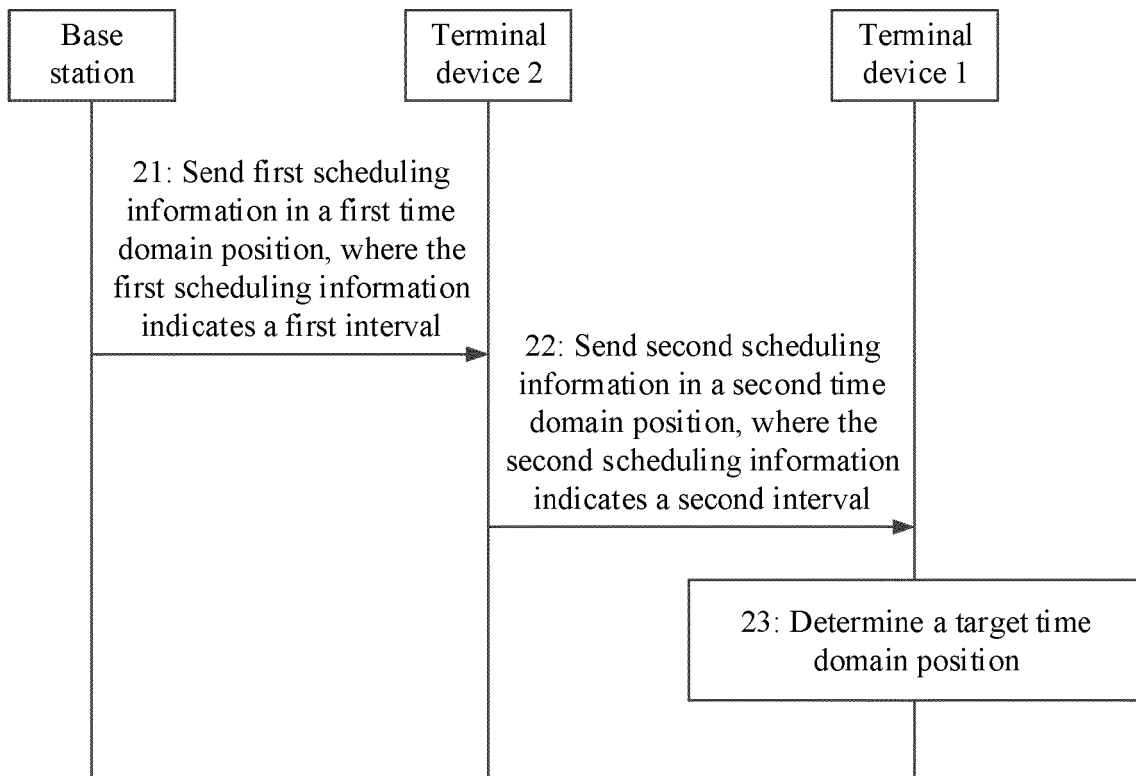 Base
station
Terminal
device 2
Terminal
device 1
21: Send first scheduling
information in a first time
domain position, where the
first scheduling information
indicates a first interval
22: Send second scheduling
information in a second time
domain position, where the
second scheduling information
indicates a second interval
23: Determine a target time
domain position